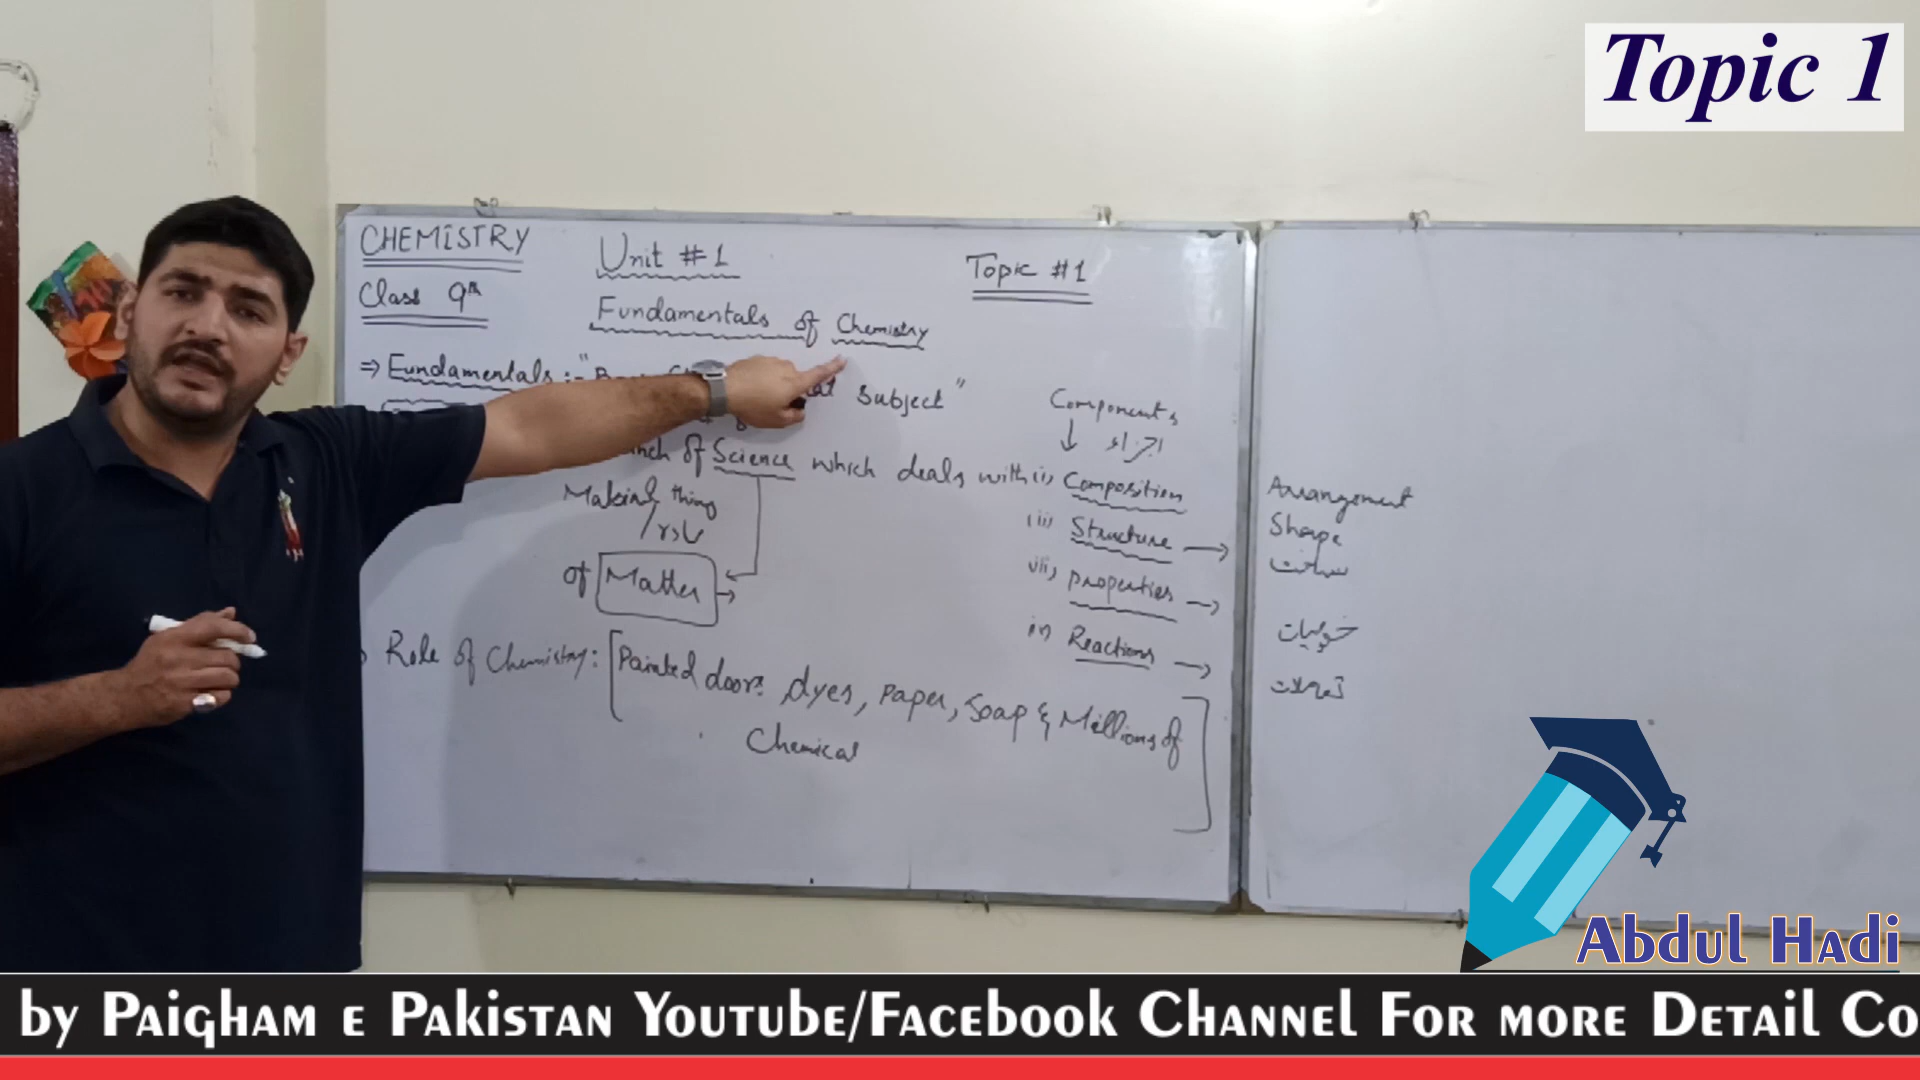 Topic 1
CHEMISTRY
Unit #1
Topic #1
Class 9th
Fundamentals of Chemistry
⇒ Fundamentals :- "
subject"
Components
↓ اجزاء
of Science which deals with (i) Composition
Arrangement
Making thing
(ii) Structure →
Shape
ساخت
of Matter →
iii) properties →
خوبیاں
iv) Reactions →
تعاملات
Role of Chemistry: [Painted doors, dyes, paper, Soap & Millions of
Chemical ]
Abdul Hadi
by Paigham e Pakistan Youtube/Facebook Channel For more Detail Co